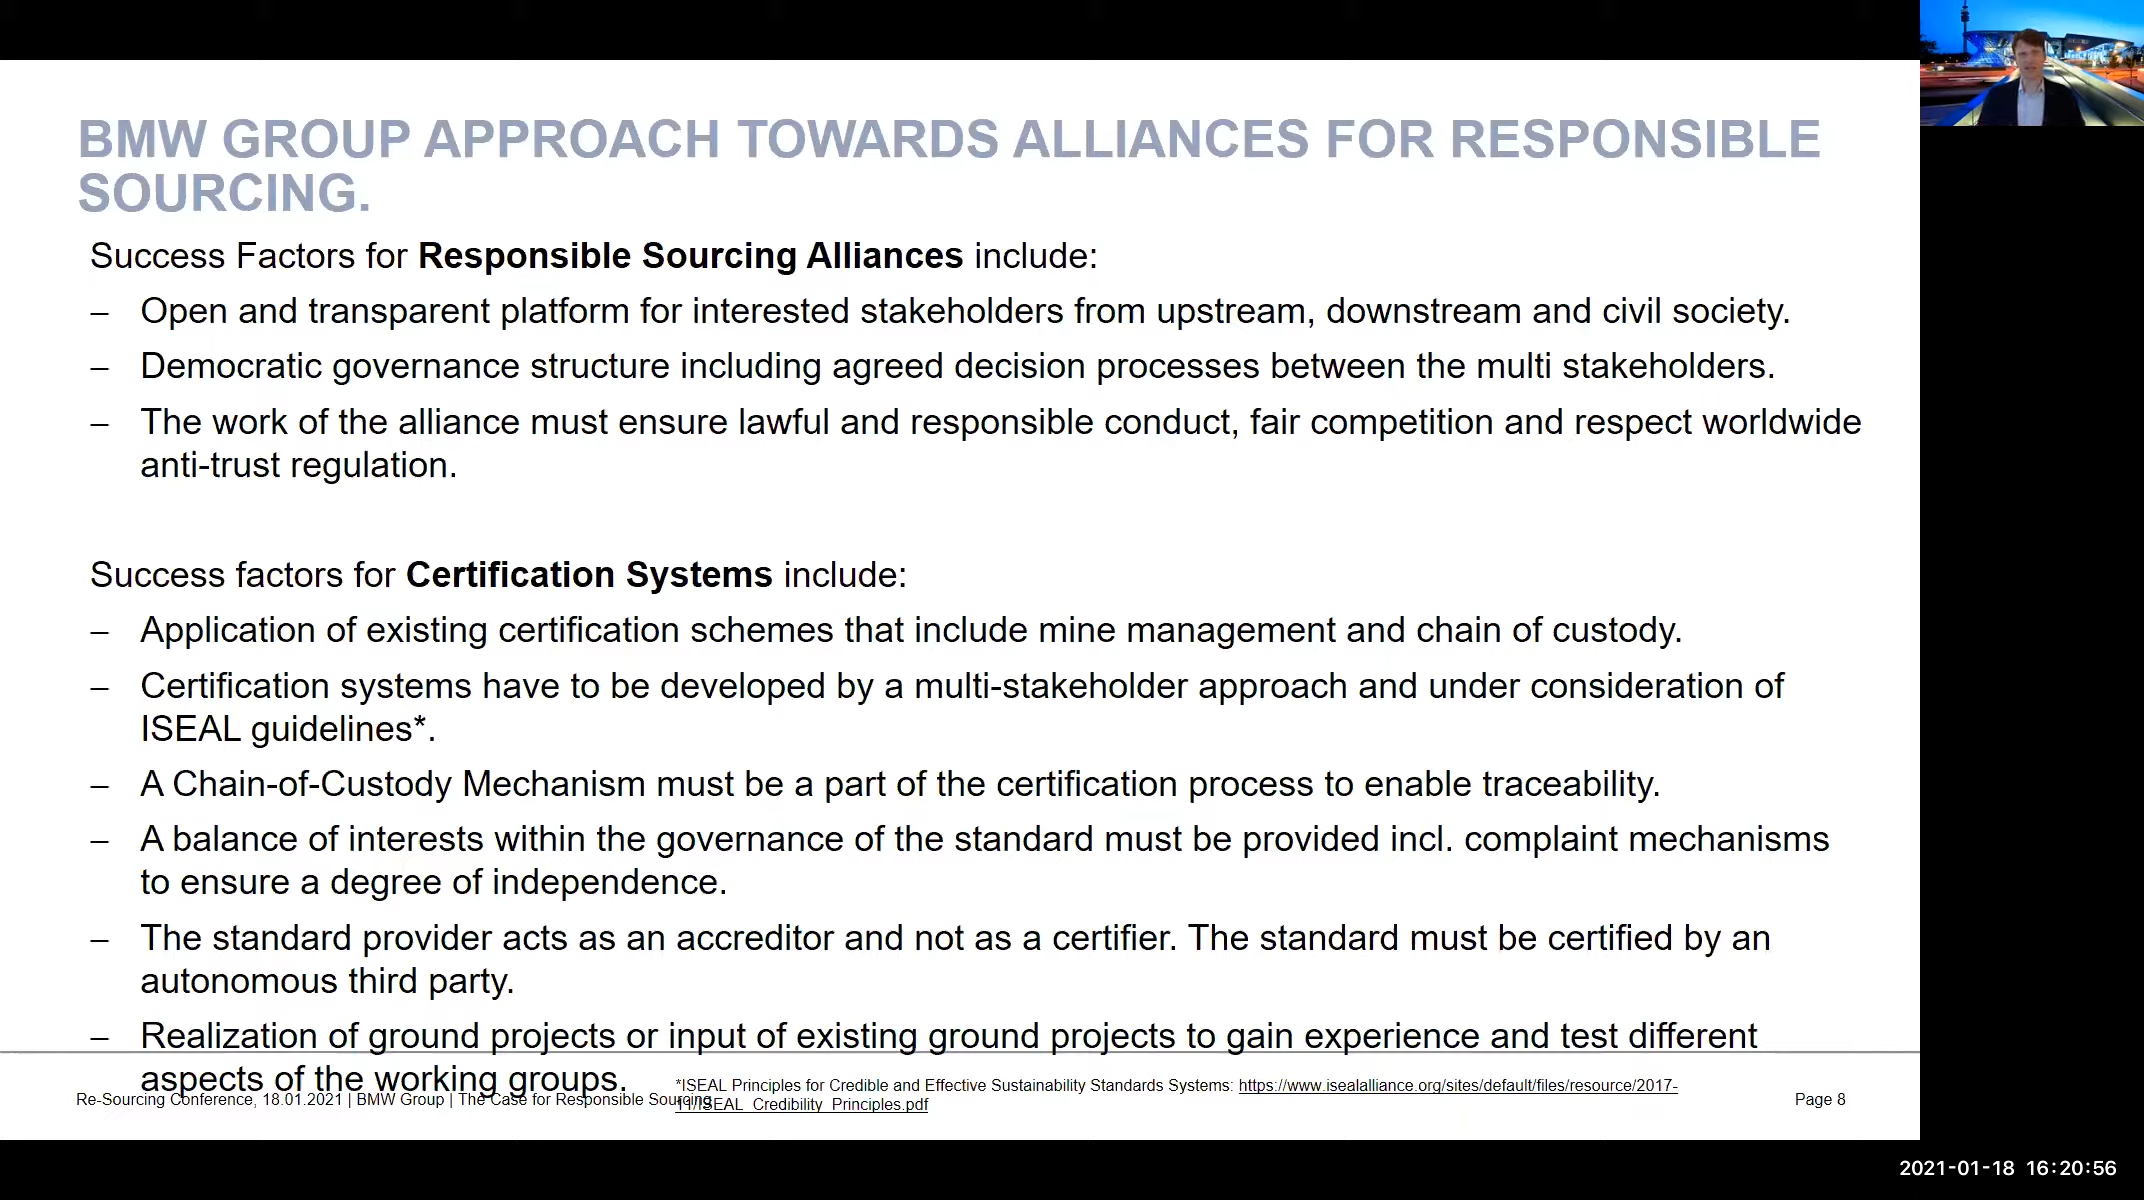 BMW GROUP APPROACH TOWARDS ALLIANCES FOR RESPONSIBLE
SOURCING.
Success Factors for Responsible Sourcing Alliances include:
– Open and transparent platform for interested stakeholders from upstream, downstream and civil society.
– Democratic governance structure including agreed decision processes between the multi stakeholders.
– The work of the alliance must ensure lawful and responsible conduct, fair competition and respect worldwide
anti-trust regulation.
Success factors for Certification Systems include:
– Application of existing certification schemes that include mine management and chain of custody.
– Certification systems have to be developed by a multi-stakeholder approach and under consideration of
ISEAL guidelines*.
– A Chain-of-Custody Mechanism must be a part of the certification process to enable traceability.
– A balance of interests within the governance of the standard must be provided incl. complaint mechanisms
to ensure a degree of independence.
– The standard provider acts as an accreditor and not as a certifier. The standard must be certified by an
autonomous third party.
– Realization of ground projects or input of existing ground projects to gain experience and test different
aspects of the working groups.
*ISEAL Principles for Credible and Effective Sustainability Standards Systems: https://www.isealalliance.org/sites/default/files/resource/2017-
11/ISEAL_Credibility_Principles.pdf
Re-Sourcing Conference, 18.01.2021 | BMW Group | The Case for Responsible Sourcing
Page 8
2021-01-18 16:20:56